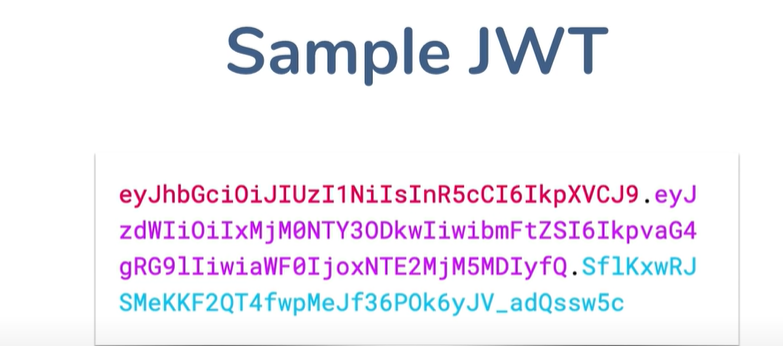 Sample JWT
eyJhbGciOiJIUzI1NiIsInR5cCI6IkpXVCJ9.eyJ
zdWIiOiIxMjM0NTY3ODkwIiwibmFtZSI6IkpvaG4
gRG9lIiwiaWF0IjoxNTE2MjM5MDIyfQ.SflKxwRJ
SMeKKF2QT4fwpMeJf36POk6yJV_adQssw5c